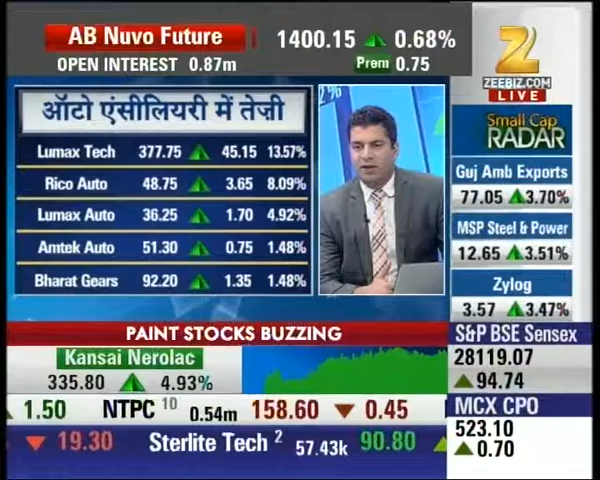 AB Nuvo Future
OPEN INTEREST 0.87m
1400.15 0.68%
Prem 0.75
Z
ZEEBIZ.COM
LIVE
ऑटो एंसीलियरी में तेज़ी
2%
Lumax Tech 377.75 45.15 13.57%
Rico Auto 48.75 3.65 8.09%
Lumax Auto 36.25 1.70 4.92%
Amtek Auto 51.30 0.75 1.48%
Bharat Gears 92.20 1.35 1.48%
Small Cap
RADAR
Guj Amb Exports
77.05 3.70%
MSP Steel & Power
12.65 3.51%
Zylog
3.57 3.47%
PAINT STOCKS BUZZING
Kansai Nerolac
335.80 4.93%
S&P BSE Sensex
28119.07
94.74
1.50 NTPC 10 0.54m 158.60 0.45
MCX CPO
523.10
0.70
19.30 Sterlite Tech 2 57.43k 90.80